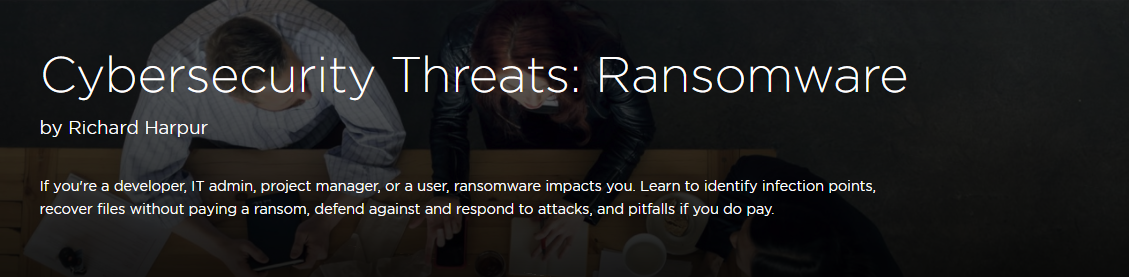 Cybersecurity Threats: Ransomware
by Richard Harpur
If you're a developer, IT admin, project manager, or a user, ransomware impacts you. Learn to identify infection points,
recover files without paying a ransom, defend against and respond to attacks, and pitfalls if you do pay.